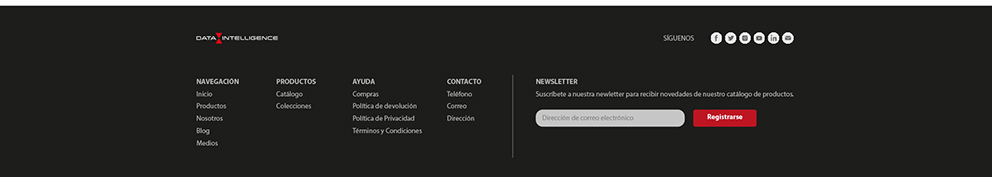 DATA INTELLIGENCE
SÍGUENOS
NAVEGACIÓN
Inicio
Productos
Nosotros
Blog
Medios
PRODUCTOS
Catálogo
Colecciones
AYUDA
Compras
Política de devolución
Política de Privacidad
Términos y Condiciones
CONTACTO
Teléfono
Correo
Dirección
NEWSLETTER
Suscríbete a nuestra newletter para recibir novedades de nuestro catálogo de productos.
Dirección de correo electrónico
Registrarse